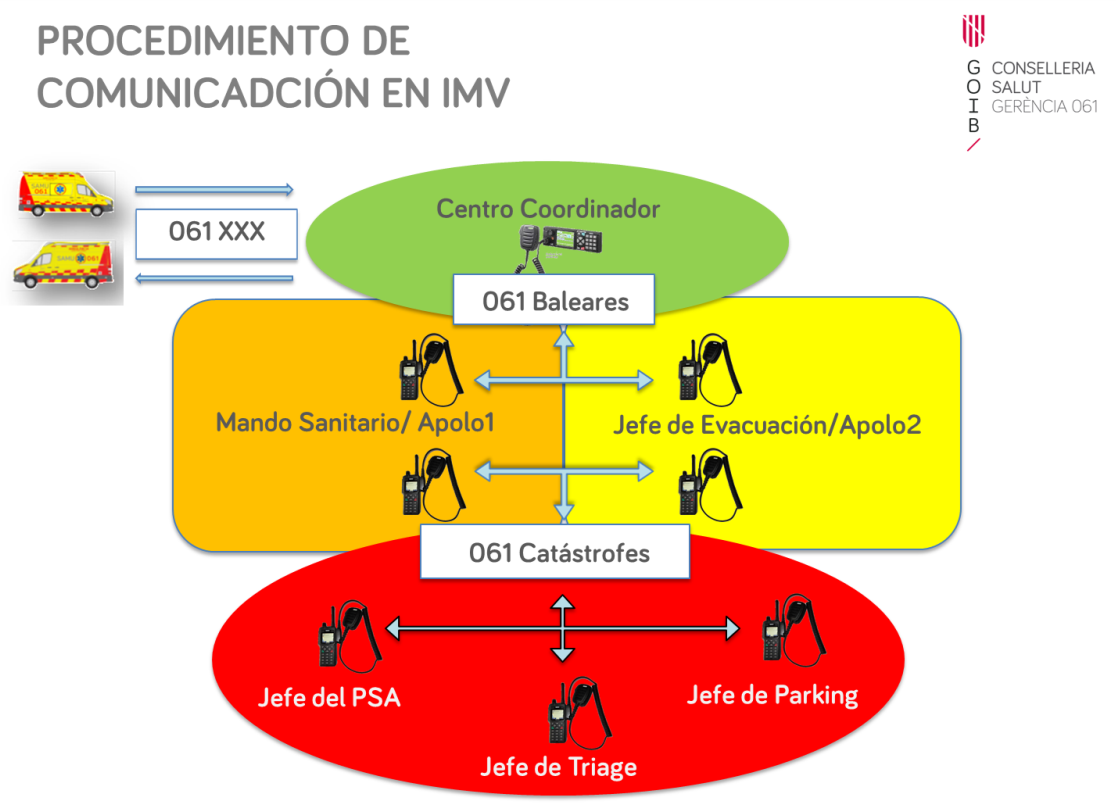 PROCEDIMIENTO DE
COMUNICADCIÓN EN IMV
G CONSELLERIA
O SALUT
I GERÈNCIA 061
B
/
061 XXX
Centro Coordinador
061 Baleares
Mando Sanitario/ Apolo1
Jefe de Evacuación/Apolo2
061 Catástrofes
Jefe del PSA
Jefe de Parking
Jefe de Triage